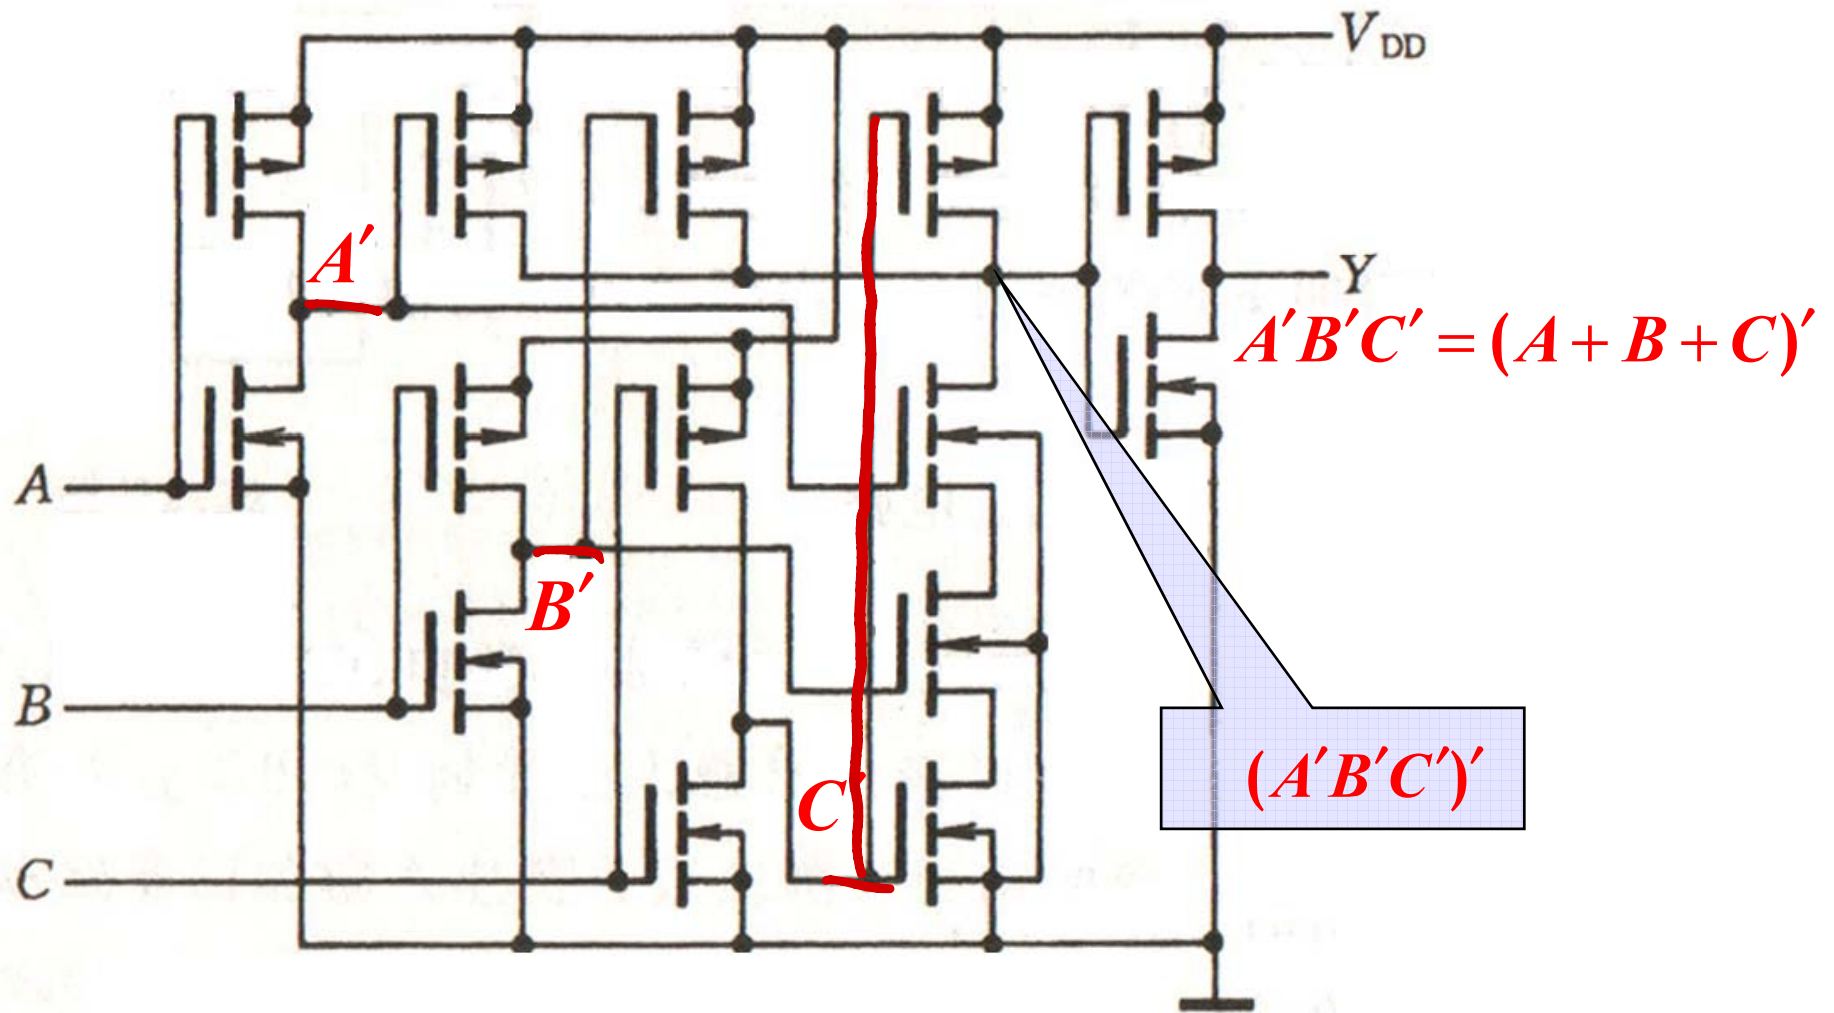 V_DD
A′
Y
A′B′C′ = (A + B + C)′
A
B′
B
(A′B′C′)′
C′
C